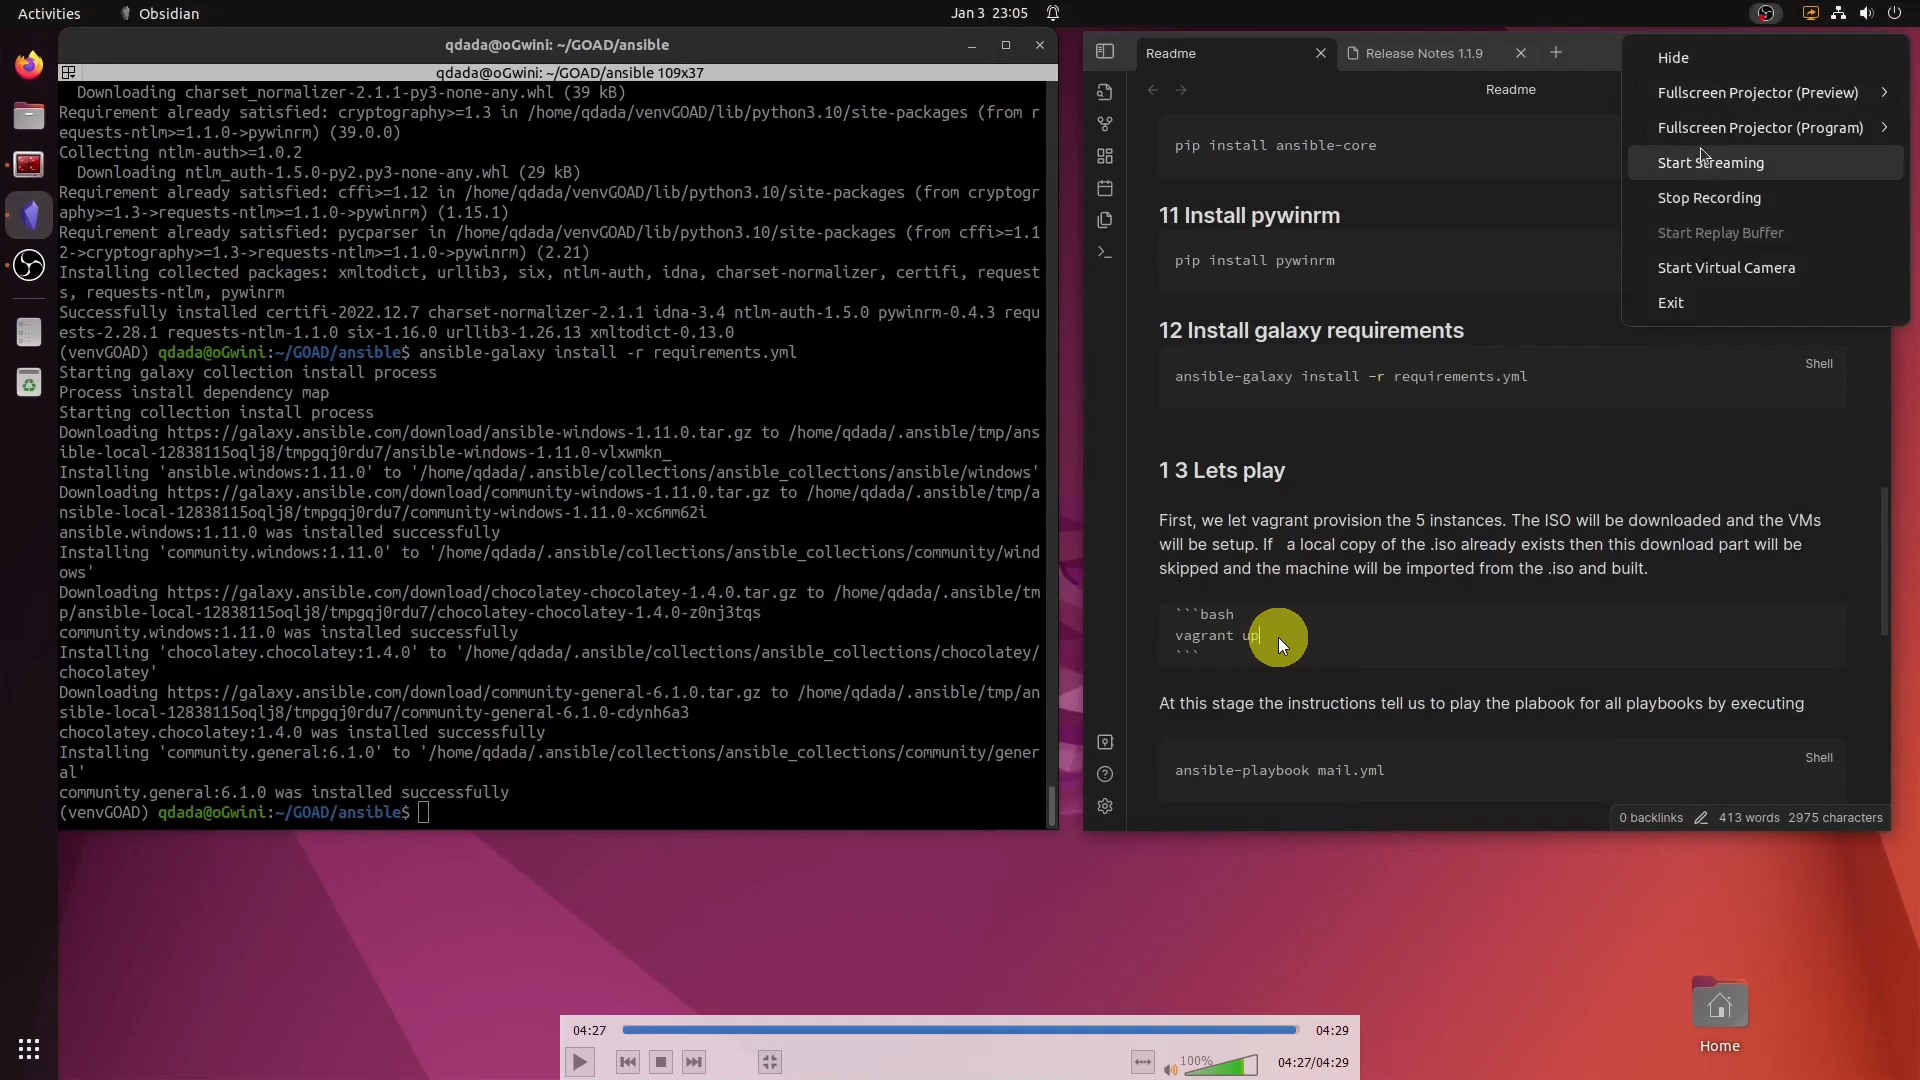 Activities
Obsidian
Jan 3 23:05
qdada@oGwini: ~/GOAD/ansible
qdada@oGwini: ~/GOAD/ansible 109x37
Downloading charset_normalizer-2.1.1-py3-none-any.whl (39 kB)
Requirement already satisfied: cryptography>=1.3 in /home/qdada/venvGOAD/lib/python3.10/site-packages (from r
equests-ntlm>=1.1.0->pywinrm) (39.0.0)
Collecting ntlm-auth>=1.0.2
Downloading ntlm_auth-1.5.0-py2.py3-none-any.whl (29 kB)
Requirement already satisfied: cffi>=1.12 in /home/qdada/venvGOAD/lib/python3.10/site-packages (from cryptogr
aphy>=1.3->requests-ntlm>=1.1.0->pywinrm) (1.15.1)
Requirement already satisfied: pycparser in /home/qdada/venvGOAD/lib/python3.10/site-packages (from cffi>=1.1
2->cryptography>=1.3->requests-ntlm>=1.1.0->pywinrm) (2.21)
Installing collected packages: xmltodict, urllib3, six, ntlm-auth, idna, charset-normalizer, certifi, request
s, requests-ntlm, pywinrm
Successfully installed certifi-2022.12.7 charset-normalizer-2.1.1 idna-3.4 ntlm-auth-1.5.0 pywinrm-0.4.3 requ
ests-2.28.1 requests-ntlm-1.1.0 six-1.16.0 urllib3-1.26.13 xmltodict-0.13.0
(venvGOAD) qdada@oGwini:~/GOAD/ansible$ ansible-galaxy install -r requirements.yml
Starting galaxy collection install process
Process install dependency map
Starting collection install process
Downloading https://galaxy.ansible.com/download/ansible-windows-1.11.0.tar.gz to /home/qdada/.ansible/tmp/ans
ible-local-12838115oqlj8/tmpgqj0rdu7/ansible-windows-1.11.0-vlxwmkn_
Installing 'ansible.windows:1.11.0' to '/home/qdada/.ansible/collections/ansible_collections/ansible/windows'
Downloading https://galaxy.ansible.com/download/community-windows-1.11.0.tar.gz to /home/qdada/.ansible/tmp/a
nsible-local-12838115oqlj8/tmpgqj0rdu7/community-windows-1.11.0-xc6mm62i
ansible.windows:1.11.0 was installed successfully
Installing 'community.windows:1.11.0' to '/home/qdada/.ansible/collections/ansible_collections/community/wind
ows'
Downloading https://galaxy.ansible.com/download/chocolatey-chocolatey-1.4.0.tar.gz to /home/qdada/.ansible/tm
p/ansible-local-12838115oqlj8/tmpgqj0rdu7/chocolatey-chocolatey-1.4.0-z0nj3tqs
community.windows:1.11.0 was installed successfully
Installing 'chocolatey.chocolatey:1.4.0' to '/home/qdada/.ansible/collections/ansible_collections/chocolatey/
chocolatey'
Downloading https://galaxy.ansible.com/download/community-general-6.1.0.tar.gz to /home/qdada/.ansible/tmp/an
sible-local-12838115oqlj8/tmpgqj0rdu7/community-general-6.1.0-cdynh6a3
chocolatey.chocolatey:1.4.0 was installed successfully
Installing 'community.general:6.1.0' to '/home/qdada/.ansible/collections/ansible_collections/community/gener
al'
community.general:6.1.0 was installed successfully
(venvGOAD) qdada@oGwini:~/GOAD/ansible$
Readme
Release Notes 1.1.9
Readme
pip install ansible-core
11 Install pywinrm
pip install pywinrm
12 Install galaxy requirements
Shell
ansible-galaxy install -r requirements.yml
1 3 Lets play
First, we let vagrant provision the 5 instances. The ISO will be downloaded and the VMs
will be setup. If a local copy of the .iso already exists then this download part will be
skipped and the machine will be imported from the .iso and built.
```bash
vagrant up
```
At this stage the instructions tell us to play the plabook for all playbooks by executing
Shell
ansible-playbook mail.yml
0 backlinks 413 words 2975 characters
Hide
Fullscreen Projector (Preview)
Fullscreen Projector (Program)
Start Streaming
Stop Recording
Start Replay Buffer
Start Virtual Camera
Exit
Home
04:27
04:29
100%
04:27/04:29